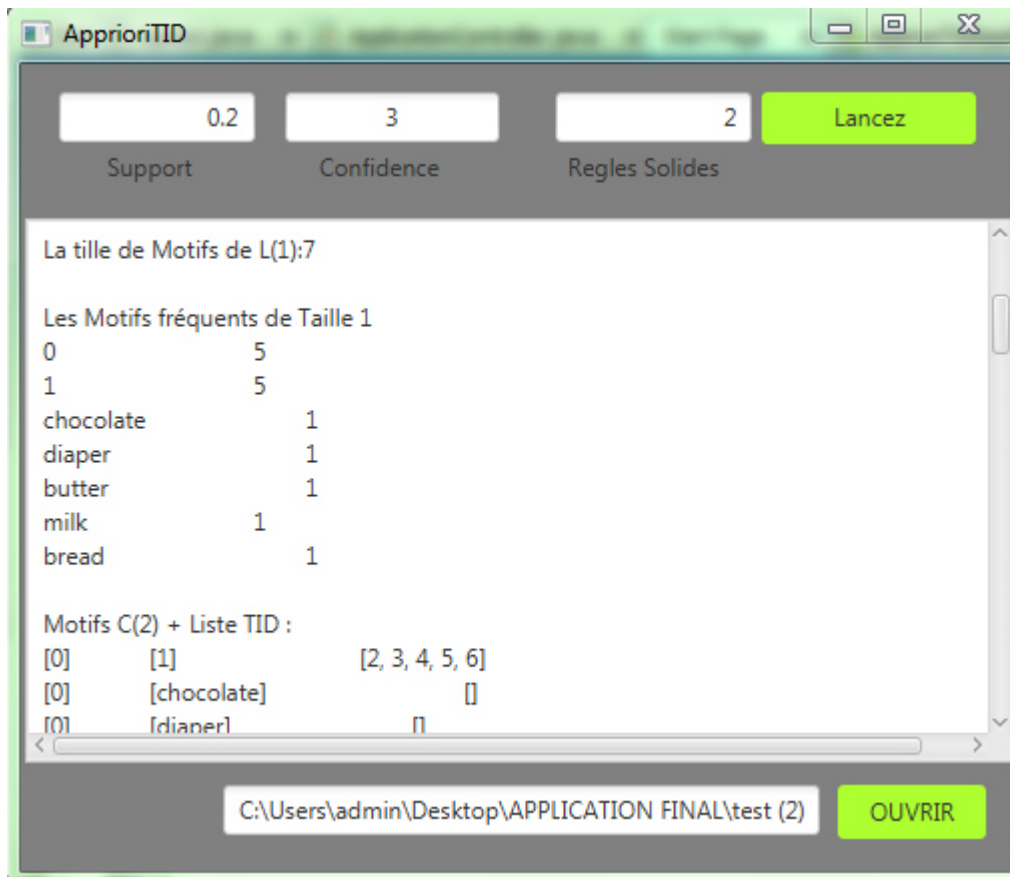 ApprioriTID
0.2 3 2 Lancez
Support Confidence Regles Solides
La tille de Motifs de L(1):7
Les Motifs fréquents de Taille 1
0 5
1 5
chocolate 1
diaper 1
butter 1
milk 1
bread 1
Motifs C(2) + Liste TID :
[0] [1] [2, 3, 4, 5, 6]
[0] [chocolate] []
[0] [diaper] []
C:\Users\admin\Desktop\APPLICATION FINAL\test (2) OUVRIR